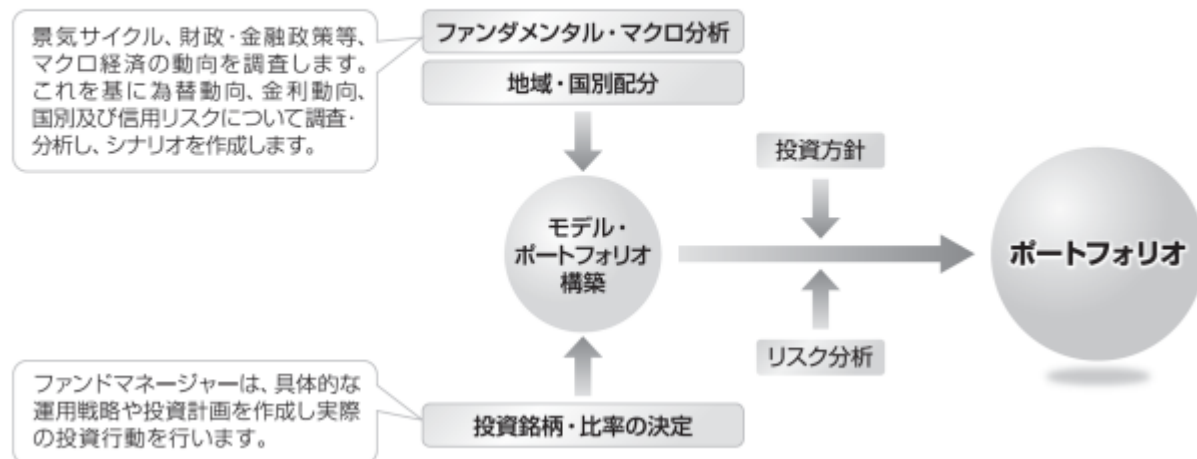 景気サイクル、財政・金融政策等、
マクロ経済の動向を調査します。
これを基に為替動向、金利動向、
国別及び信用リスクについて調査・
分析し、シナリオを作成します。
ファンダメンタル・マクロ分析
地域・国別配分
投資方針
モデル・
ポートフォリオ
構築
ポートフォリオ
リスク分析
ファンドマネージャーは、具体的な
運用戦略や投資計画を作成し実際
の投資行動を行います。
投資銘柄・比率の決定